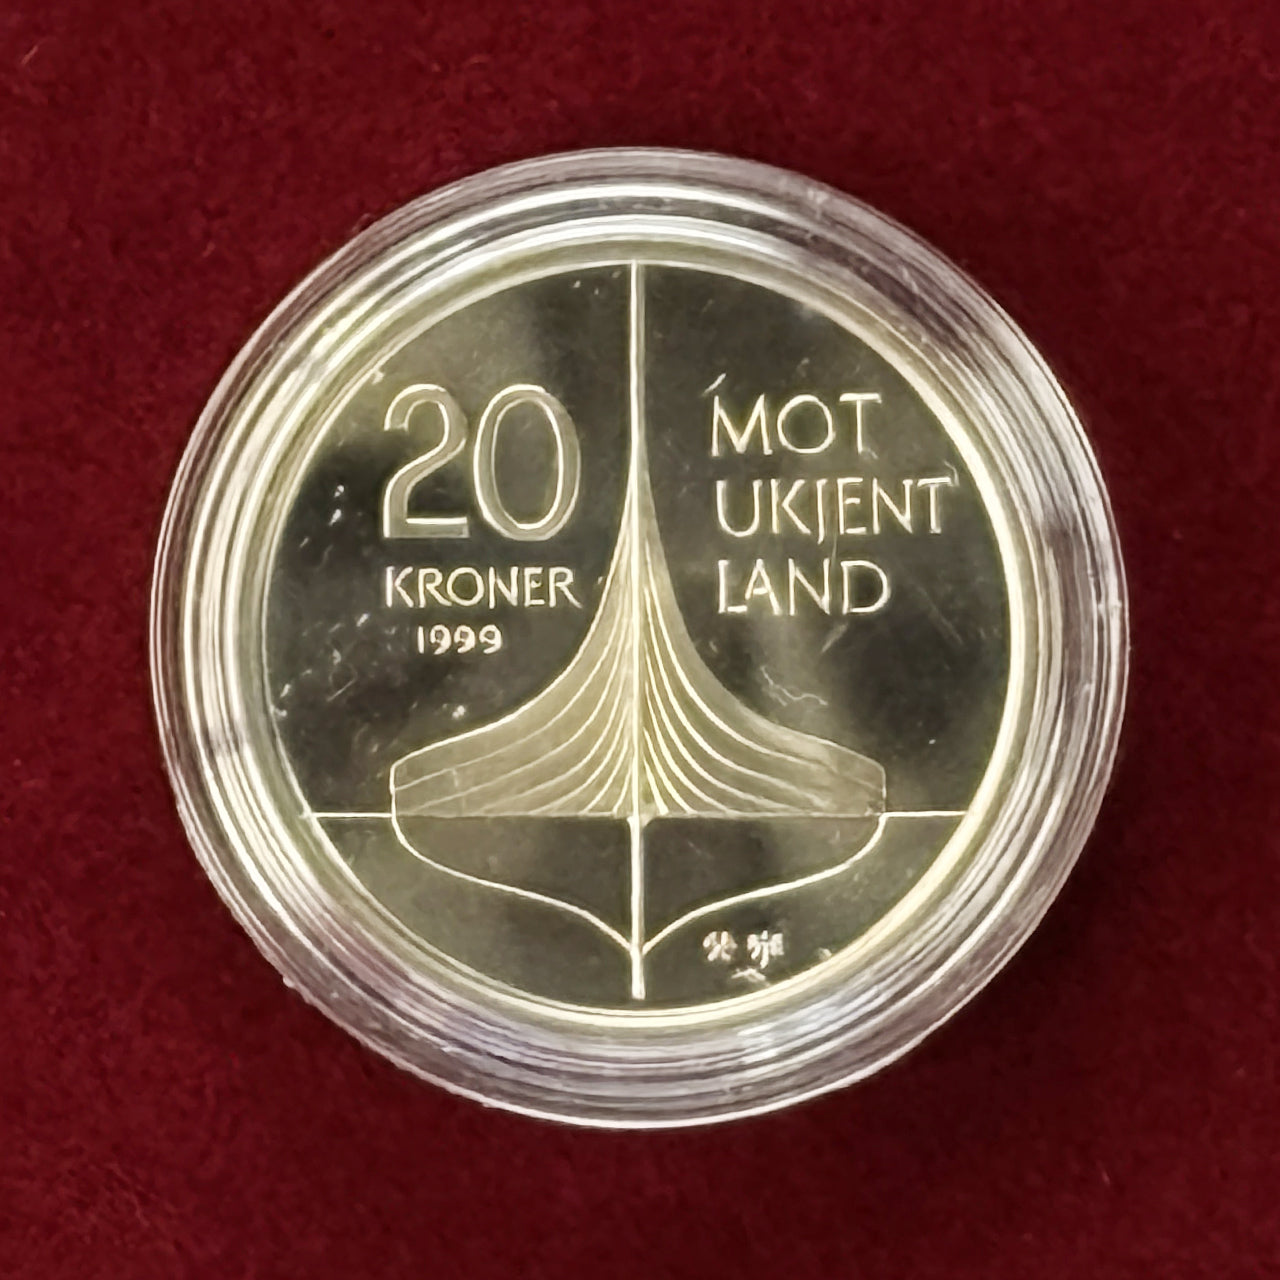 20
KRONER
1999
MOT
UKJENT
LAND